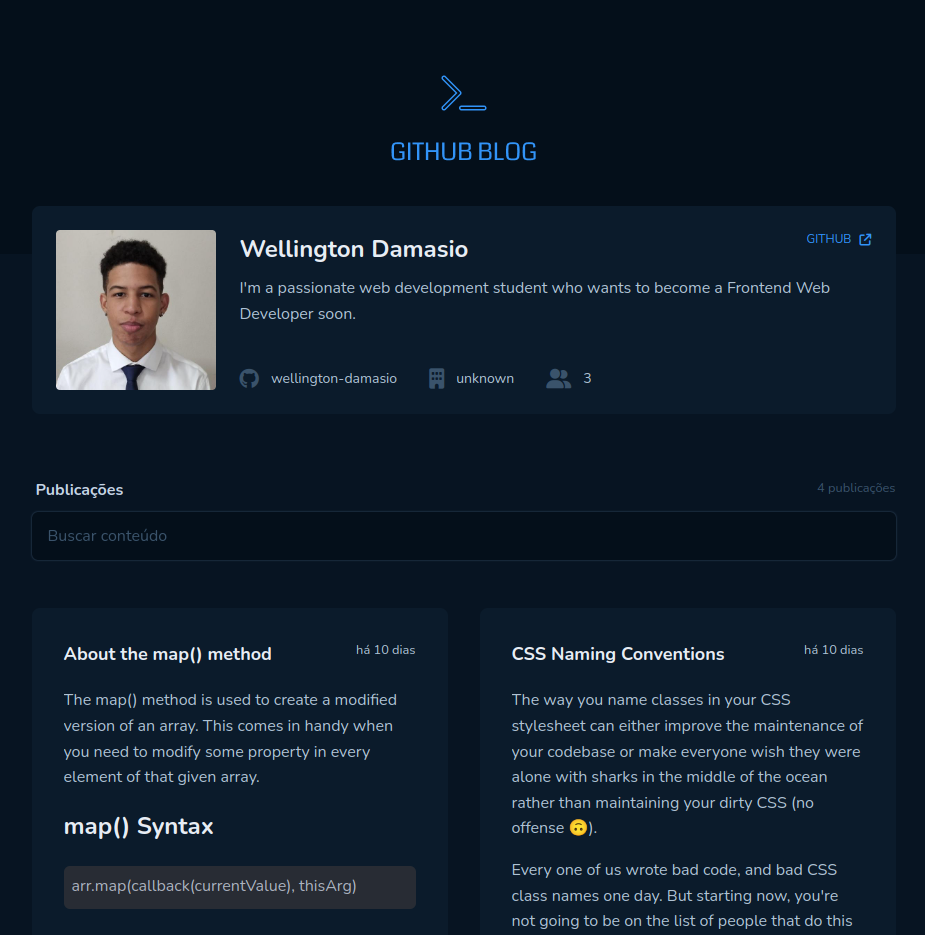 GITHUB BLOG
Wellington Damasio
GITHUB
I'm a passionate web development student who wants to become a Frontend Web
Developer soon.
wellington-damasio
unknown
3
Publicações
4 publicações
Buscar conteúdo
About the map() method
há 10 dias
The map() method is used to create a modified
version of an array. This comes in handy when
you need to modify some property in every
element of that given array.
map() Syntax
arr.map(callback(currentValue), thisArg)
CSS Naming Conventions
há 10 dias
The way you name classes in your CSS
stylesheet can either improve the maintenance of
your codebase or make everyone wish they were
alone with sharks in the middle of the ocean
rather than maintaining your dirty CSS (no
offense 🙃).
Every one of us wrote bad code, and bad CSS
class names one day. But starting now, you're
not going to be on the list of people that do this